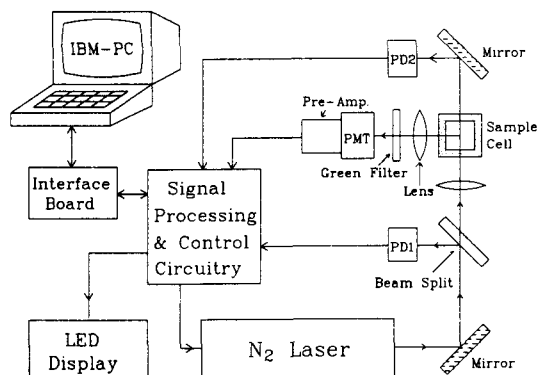 IBM-PC
PD2
Mirror
Pre-Amp.
PMT
Sample
Cell
Green Filter
Lens
Interface
Board
Signal
Processing
& Control
Circuitry
PD1
Beam Split
LED
Display
N2 Laser
Mirror